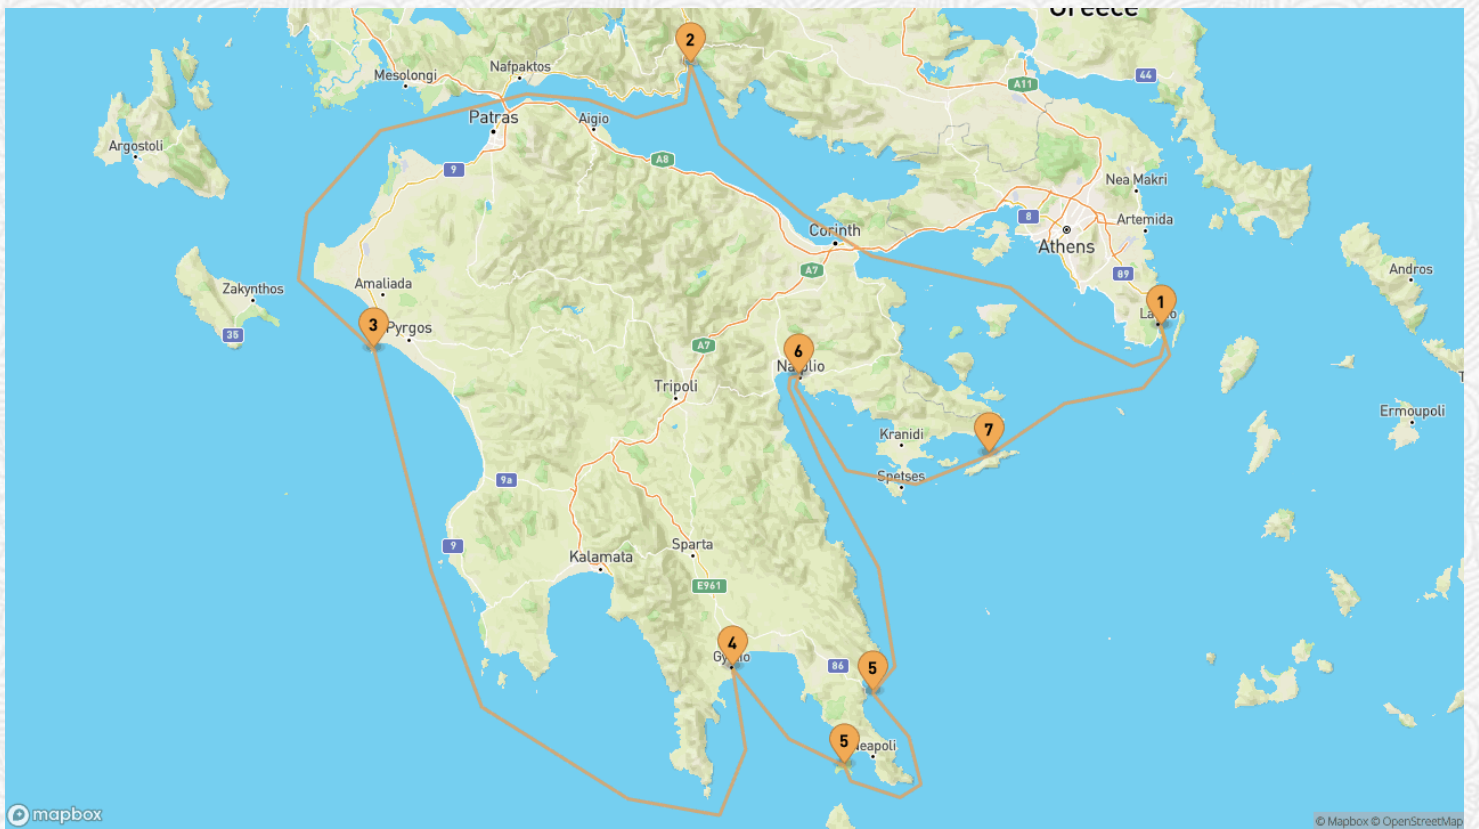 Greece
2
Nafpaktos
Mesolongi
44
A11
Patras
Aigio
Argostoli
A8
9
Nea Makri
8
Artemida
Corinth
Athens
A7
89
Andros
Zakynthos
Amaliada
1
3
Pyrgos
35
A7
6
Tripoli
Ermoupoli
7
Kranidi
Spetses
9a
9
Sparta
Kalamata
E961
4
86
5
5
Neapoli
mapbox
© Mapbox © OpenStreetMap